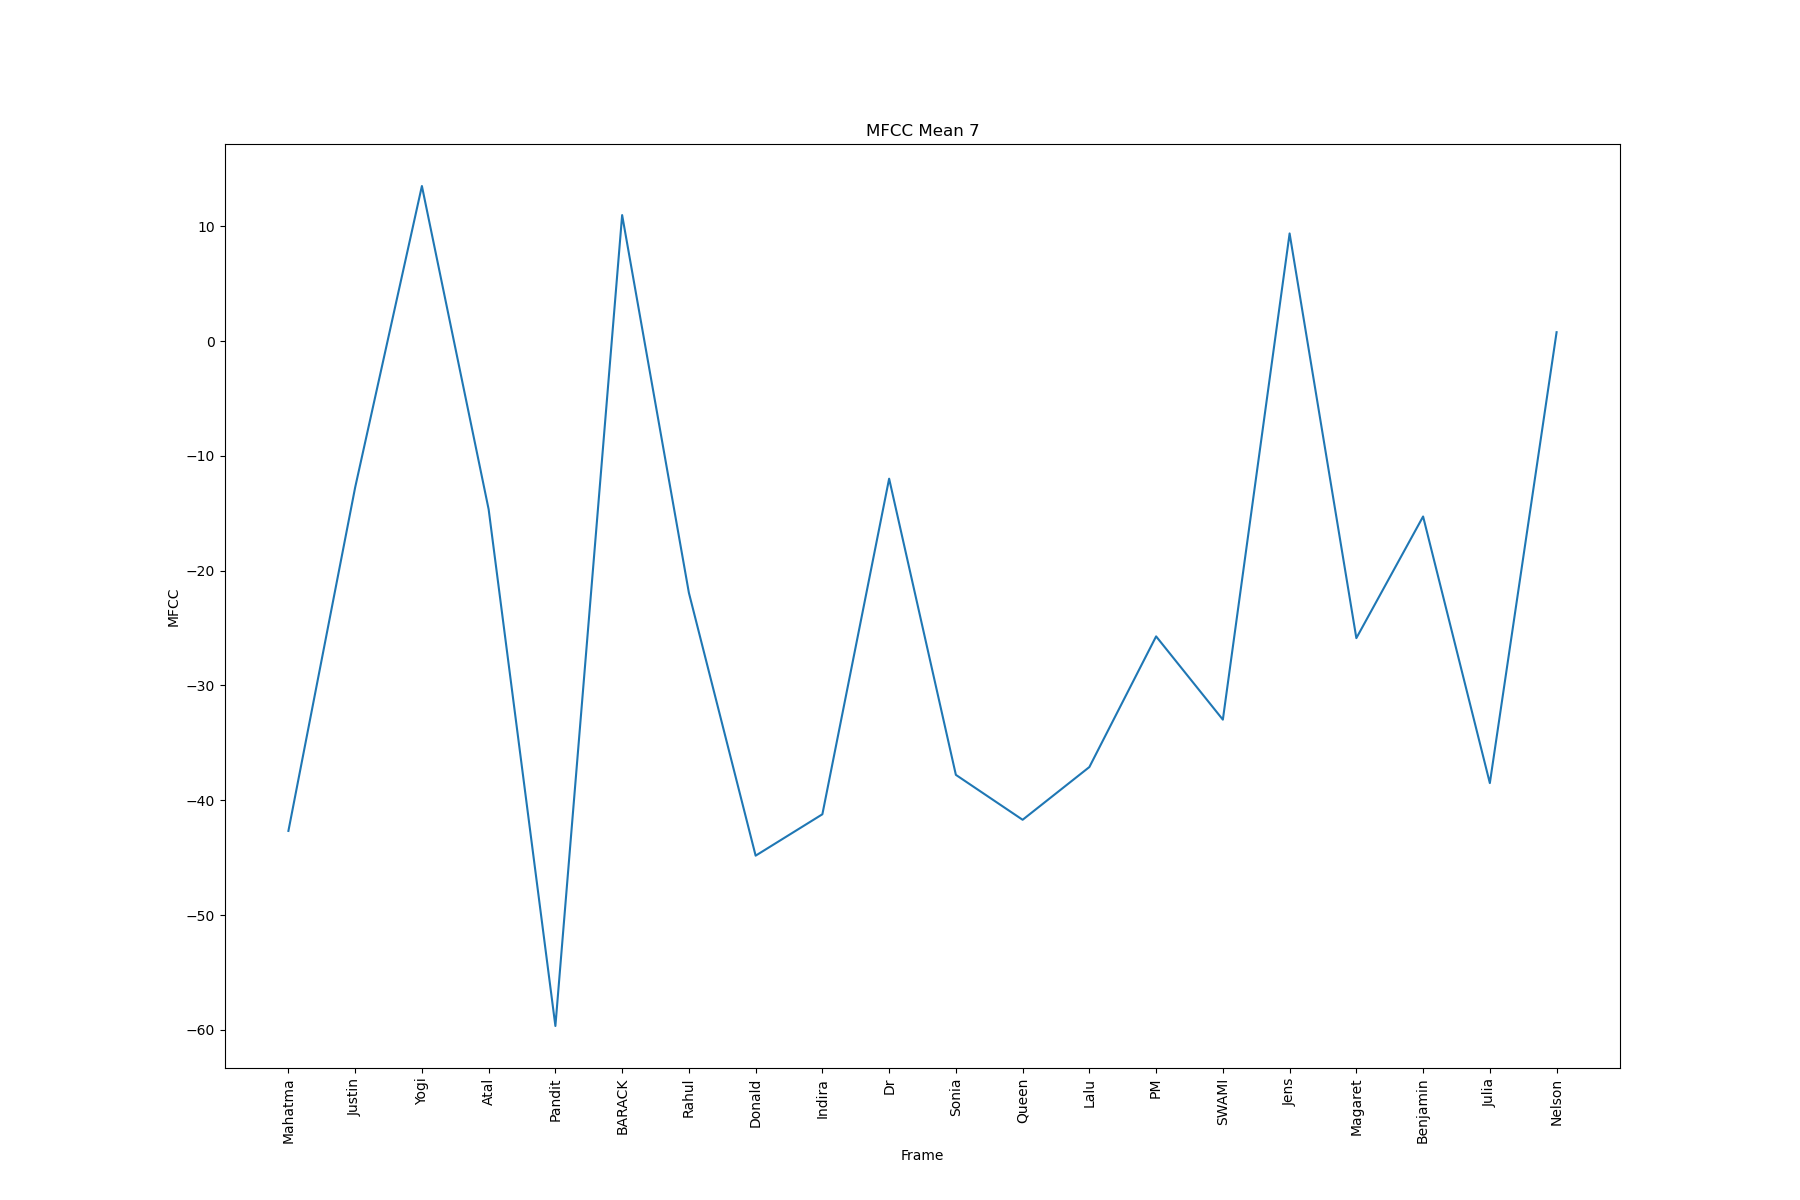 MFCC Mean 7
10
0
−10
−20
−30
−40
−50
−60
MFCC
Mahatma
Justin
Yogi
Atal
Pandit
BARACK
Rahul
Donald
Indira
Dr
Sonia
Queen
Lalu
PM
SWAMI
Jens
Magaret
Benjamin
Julia
Nelson
Frame